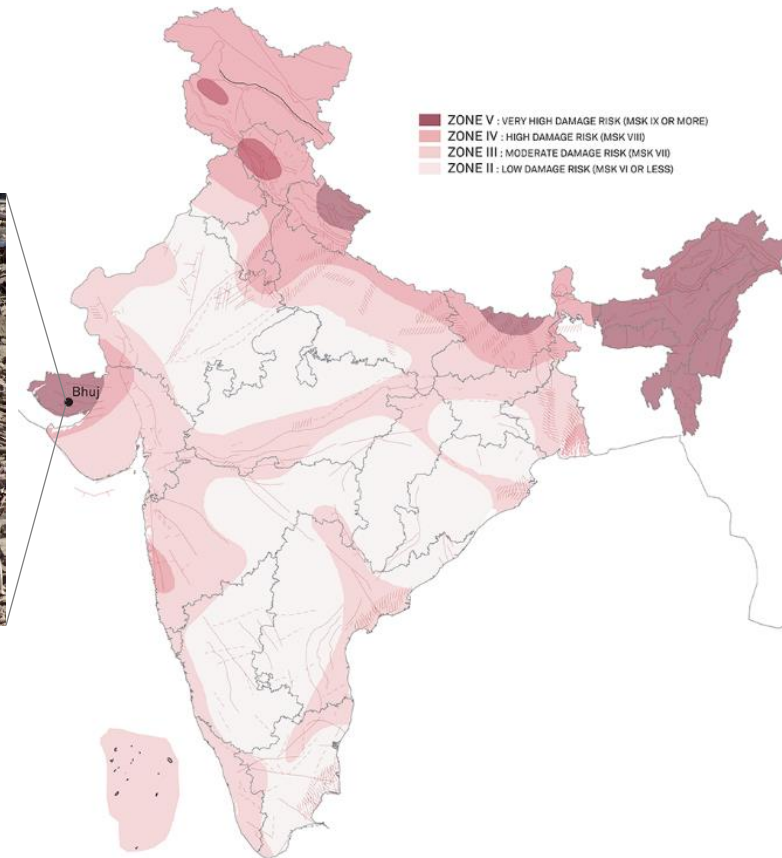 ZONE V : VERY HIGH DAMAGE RISK (MSK IX OR MORE)
ZONE IV : HIGH DAMAGE RISK (MSK VIII)
ZONE III : MODERATE DAMAGE RISK (MSK VII)
ZONE II : LOW DAMAGE RISK (MSK VI OR LESS)
Bhuj